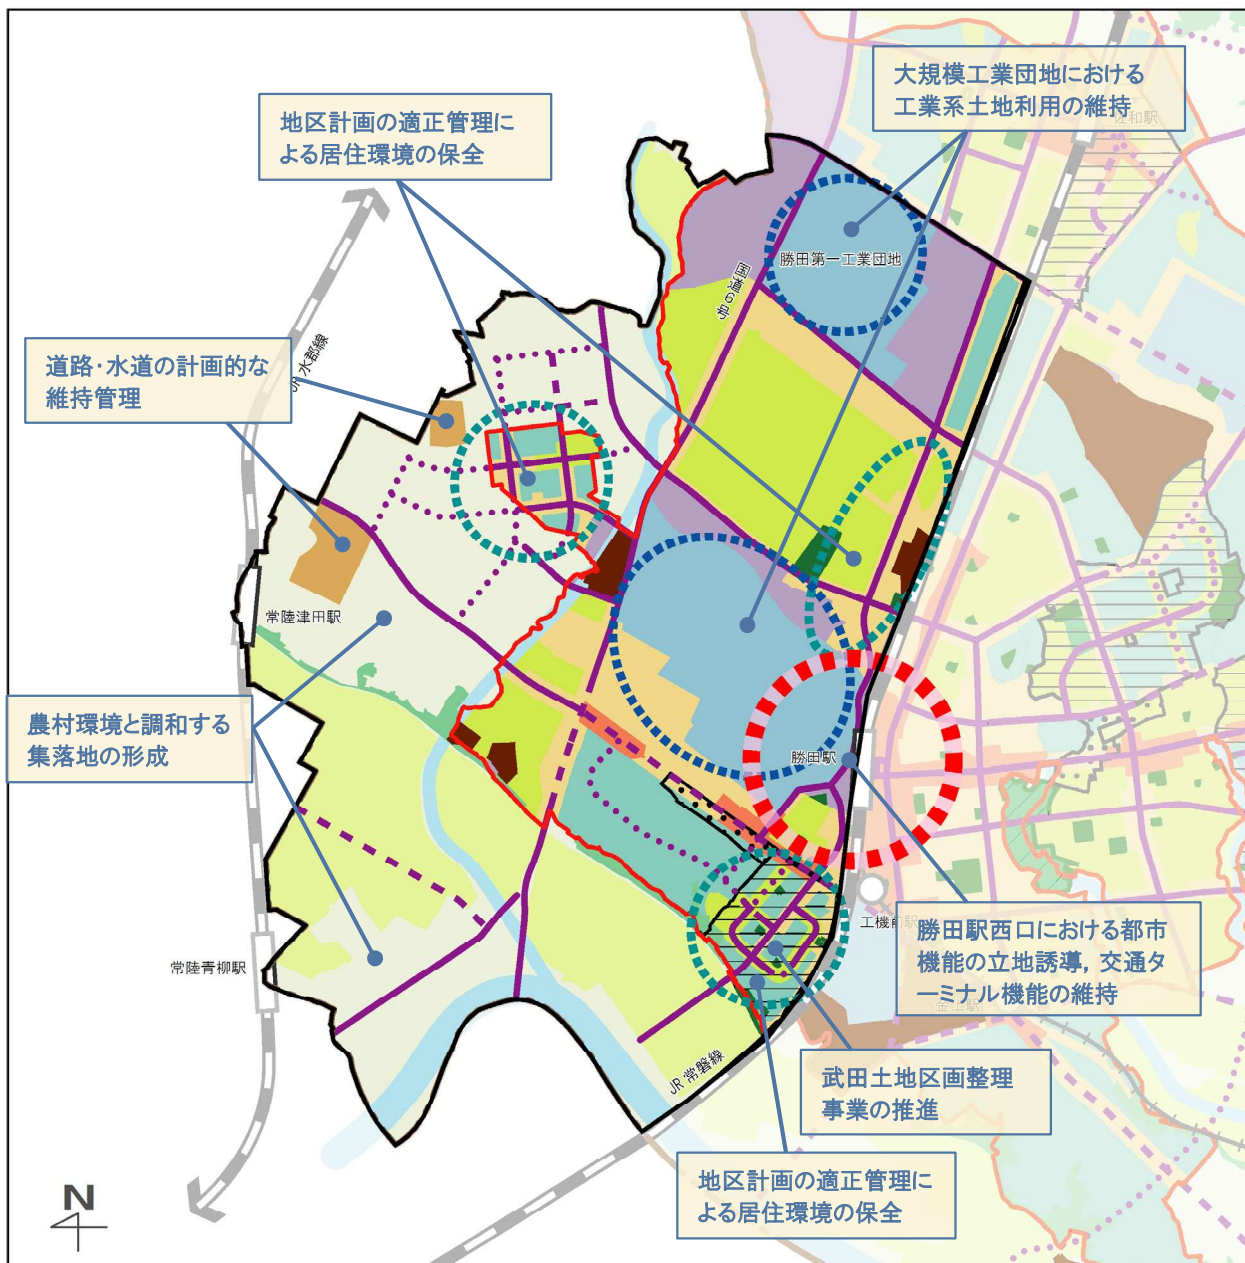 大規模工業団地における
工業系土地利用の維持
佐和駅
地区計画の適正管理に
よる居住環境の保全
勝田第一工業団地
国道6号
JR 水郡線
道路・水道の計画的な
維持管理
常陸津田駅
農村環境と調和する
集落地の形成
勝田駅
工機前駅
勝田駅西口における都市
機能の立地誘導，交通タ
ーミナル機能の維持
常陸青柳駅
金上駅
JR 常磐線
武田土地区画整理
事業の推進
地区計画の適正管理に
よる居住環境の保全
N